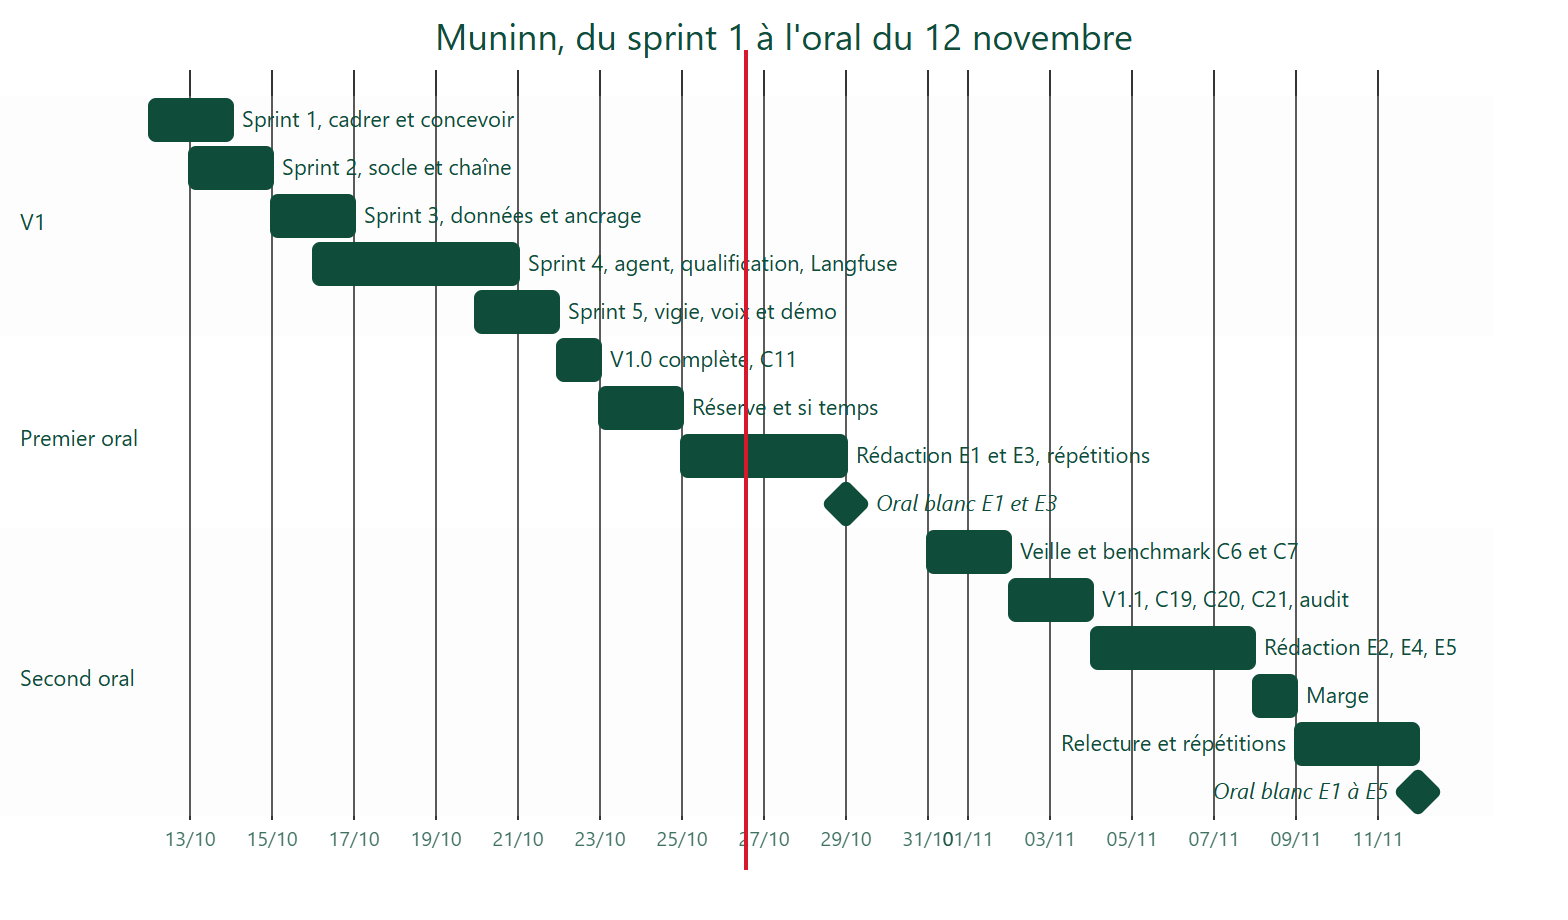 Muninn, du sprint 1 à l'oral du 12 novembre
V1
Sprint 1, cadrer et concevoir
Sprint 2, socle et chaîne
Sprint 3, données et ancrage
Sprint 4, agent, qualification, Langfuse
Sprint 5, vigie, voix et démo
V1.0 complète, C11
Premier oral
Réserve et si temps
Rédaction E1 et E3, répétitions
Oral blanc E1 et E3
Second oral
Veille et benchmark C6 et C7
V1.1, C19, C20, C21, audit
Rédaction E2, E4, E5
Marge
Relecture et répétitions
Oral blanc E1 à E5
13/10 15/10 17/10 19/10 21/10 23/10 25/10 27/10 29/10 31/10 01/11 03/11 05/11 07/11 09/11 11/11